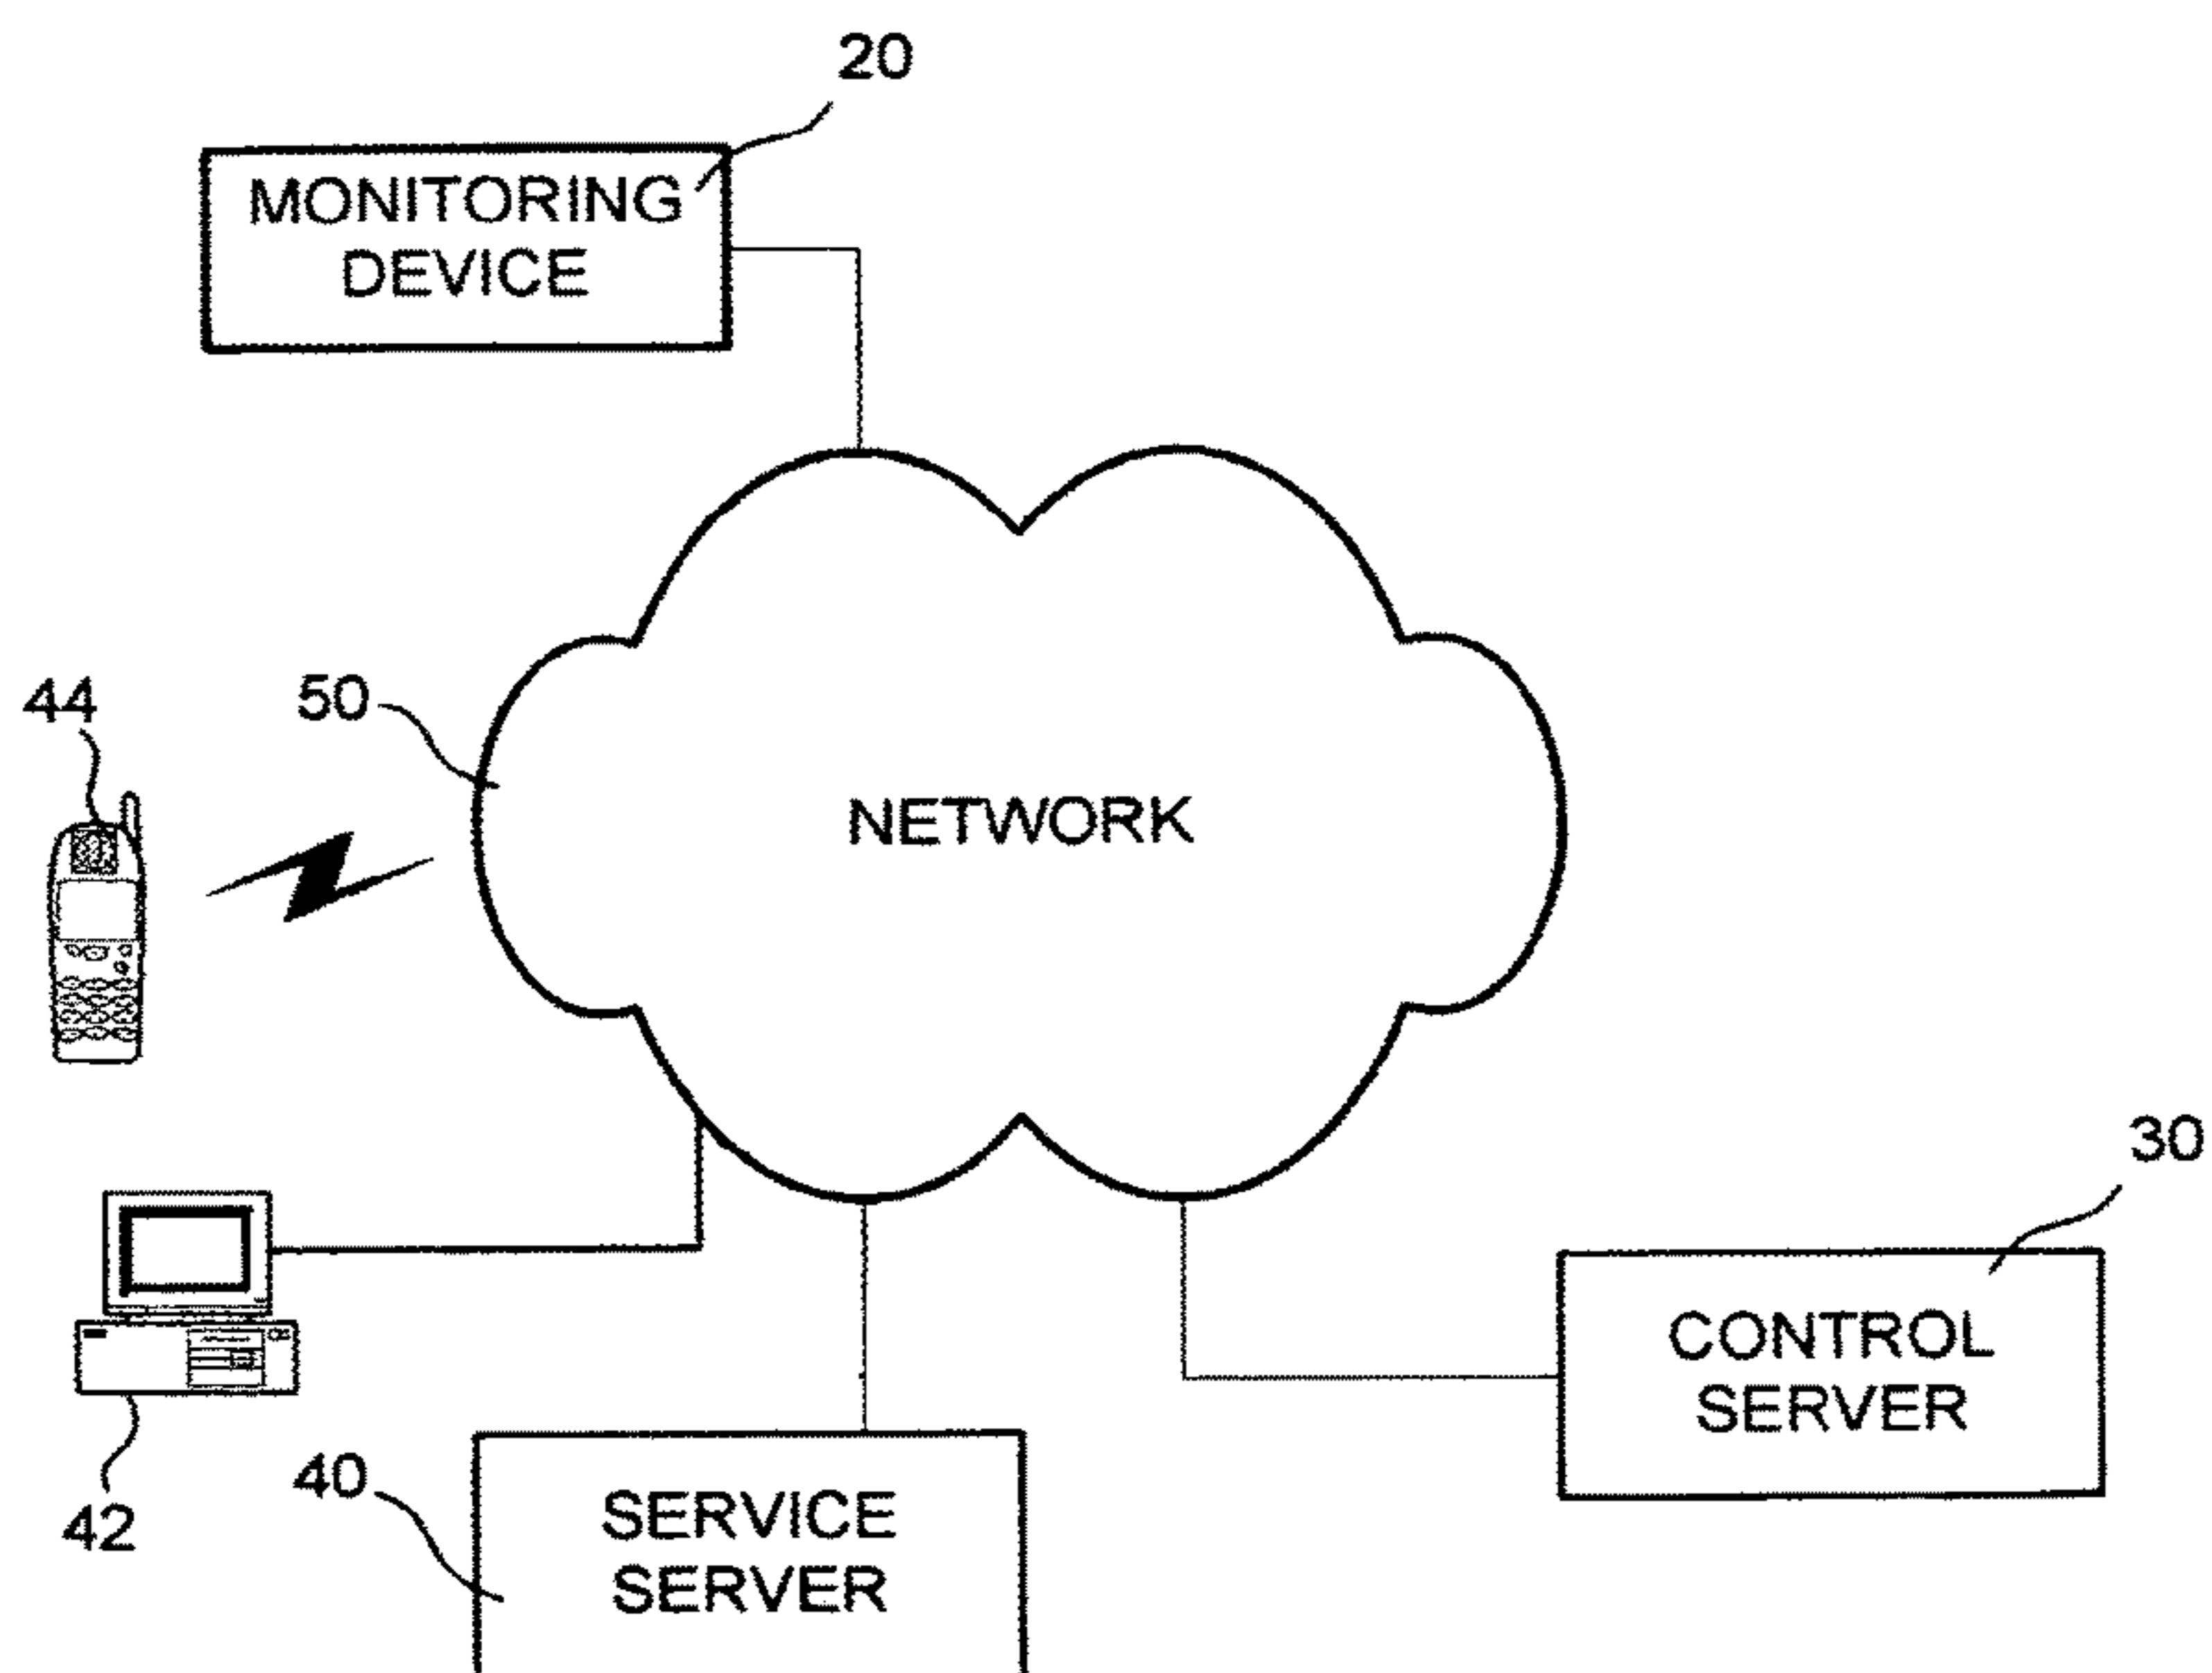 20
MONITORING
DEVICE
44
50
NETWORK
30
CONTROL
SERVER
40
SERVICE
SERVER
42